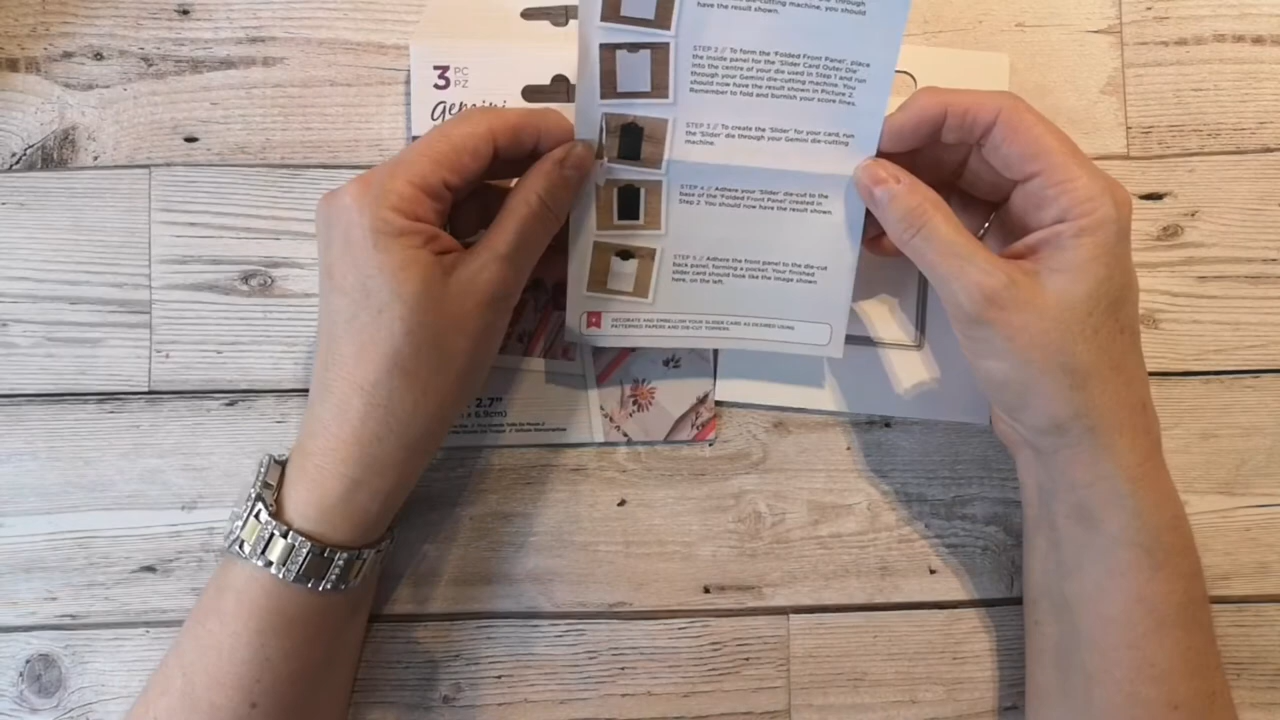 3 PC
PZ
Gemini
die-cutting machine, you should
have the result shown.
STEP 2 // To form the 'Folded Front Panel', place
the inside panel for the 'Slider Card Outer Die'
into the centre of your die used in Step 1 and run
through your Gemini die-cutting machine. You
should now have the result shown in Picture 2.
Remember to fold and burnish your score lines.
STEP 3 // To create the 'Slider' for your card, run
the 'Slider' die through your Gemini die-cutting
machine.
STEP 4 // Adhere your 'Slider' die-cut to the
base of the 'Folded Front Panel' created in
Step 2. You should now have the result shown.
STEP 5 // Adhere the front panel to the die-cut
back panel, forming a pocket. Your finished
slider card should look like the image shown
here, on the left.
DECORATE AND EMBELLISH YOUR SLIDER CARD AS DESIRED USING
PATTERNED PAPERS AND DIE-CUT TOPPERS.
2.7"
x 6.9cm)